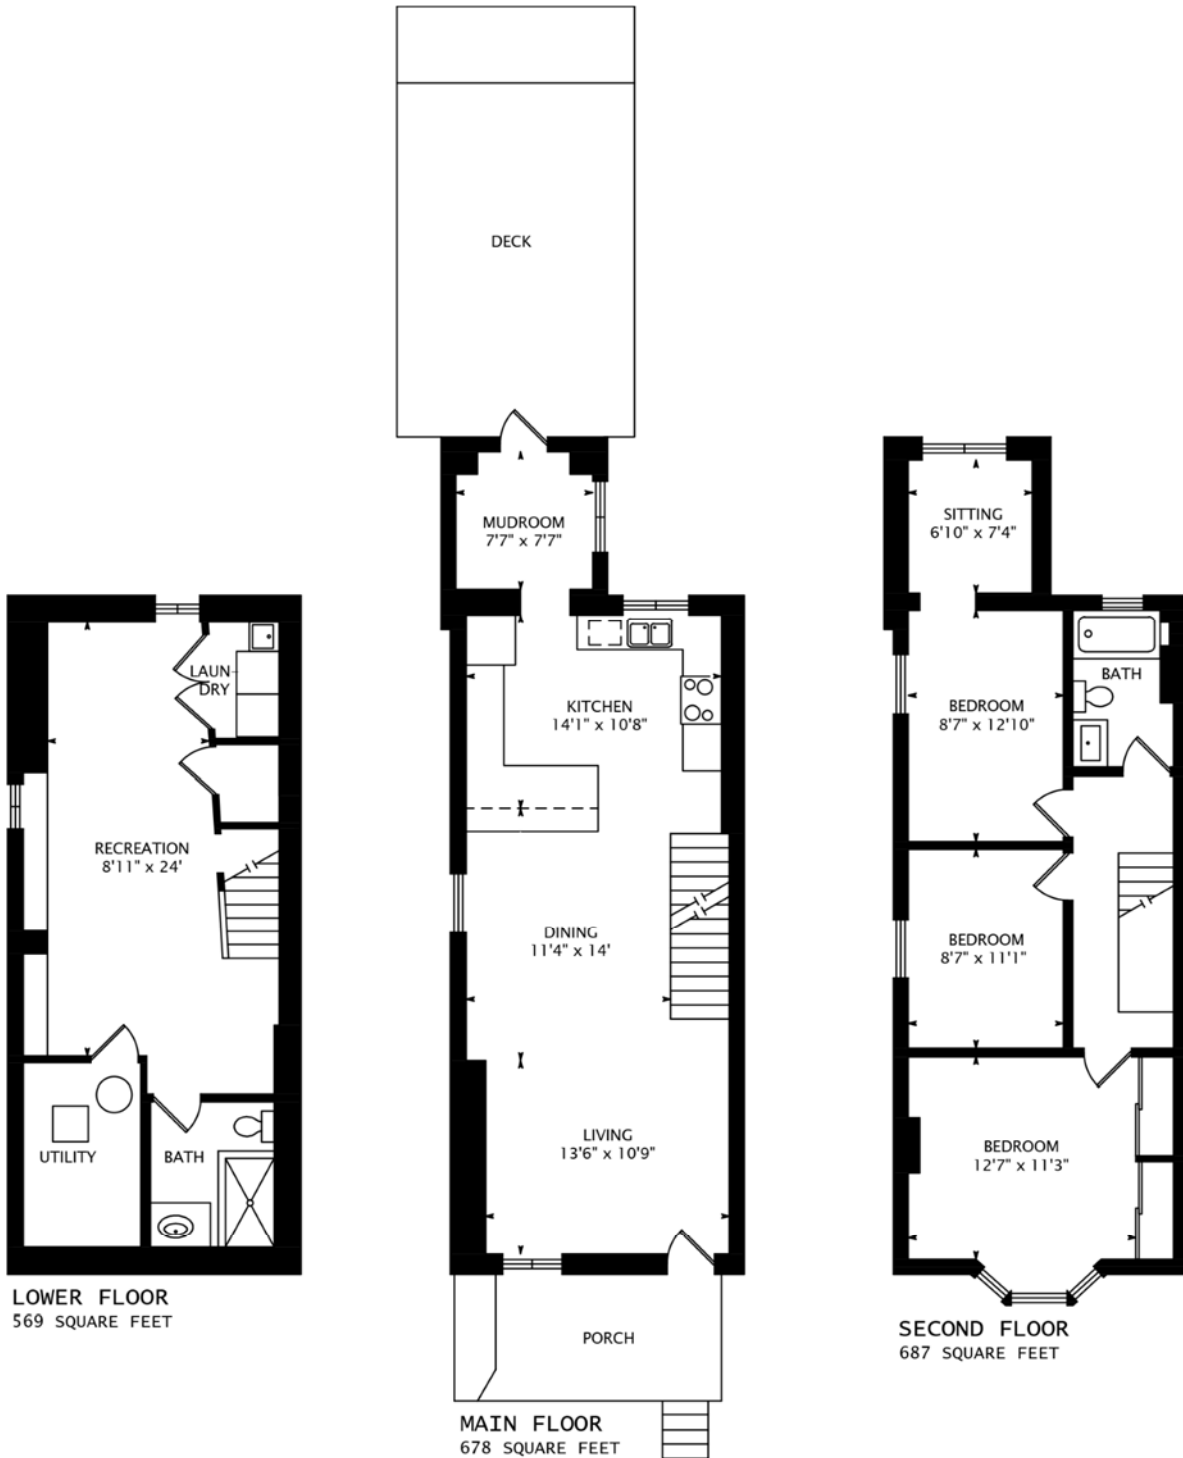 DECK
MUDROOM
7'7" x 7'7"
KITCHEN
14'1" x 10'8"
DINING
11'4" x 14'
LIVING
13'6" x 10'9"
PORCH
MAIN FLOOR
678 SQUARE FEET
LAUN-
DRY
RECREATION
8'11" x 24'
UTILITY
BATH
LOWER FLOOR
569 SQUARE FEET
SITTING
6'10" x 7'4"
BATH
BEDROOM
8'7" x 12'10"
BEDROOM
8'7" x 11'1"
BEDROOM
12'7" x 11'3"
SECOND FLOOR
687 SQUARE FEET